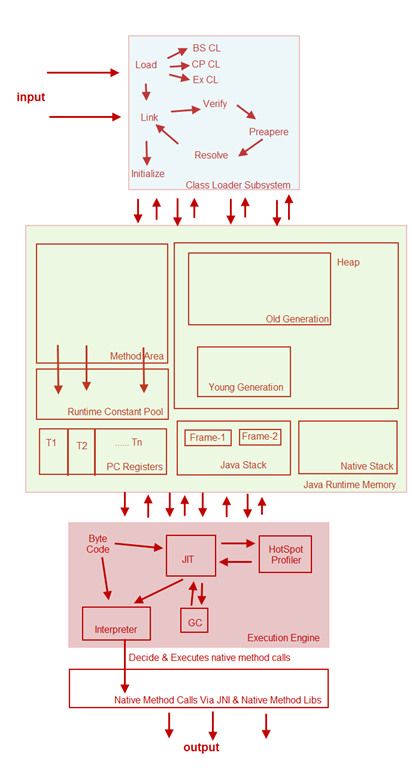 BS CL
Load
CP CL
Ex CL
input
Verify
Link
Preapere
Resolve
Initialize
Class Loader Subsystem
Heap
Old Generation
Method Area
Young Generation
Runtime Constant Pool
T1
T2
...... Tn
PC Registers
Frame-1
Frame-2
Java Stack
Native Stack
Java Runtime Memory
Byte
Code
JIT
HotSpot
Profiler
Interpreter
GC
Execution Engine
Decide & Executes native method calls
Native Method Calls Via JNI & Native Method Libs
output